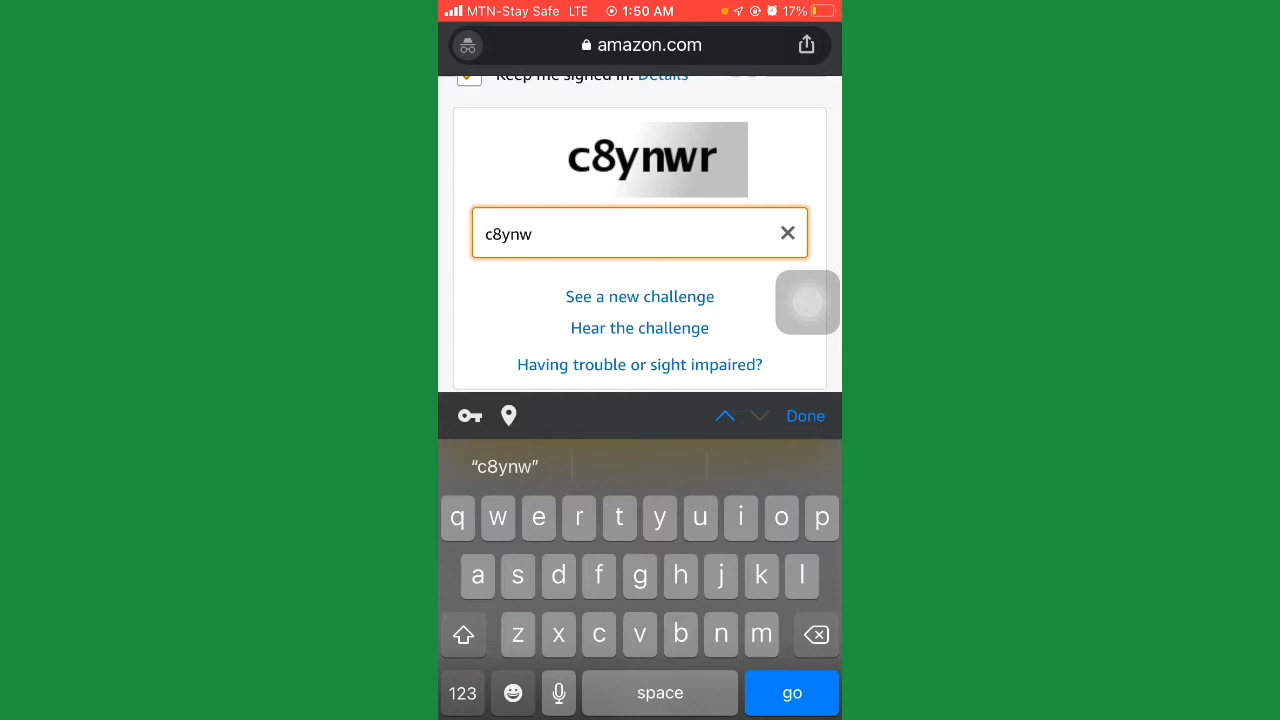 MTN-Stay Safe LTE 1:50 AM 17%
amazon.com
Keep me signed in. Details
c8ynwr
c8ynw
See a new challenge
Hear the challenge
Having trouble or sight impaired?
Done
“c8ynw”
q w e r t y u i o p
a s d f g h j k l
z x c v b n m
123 space go